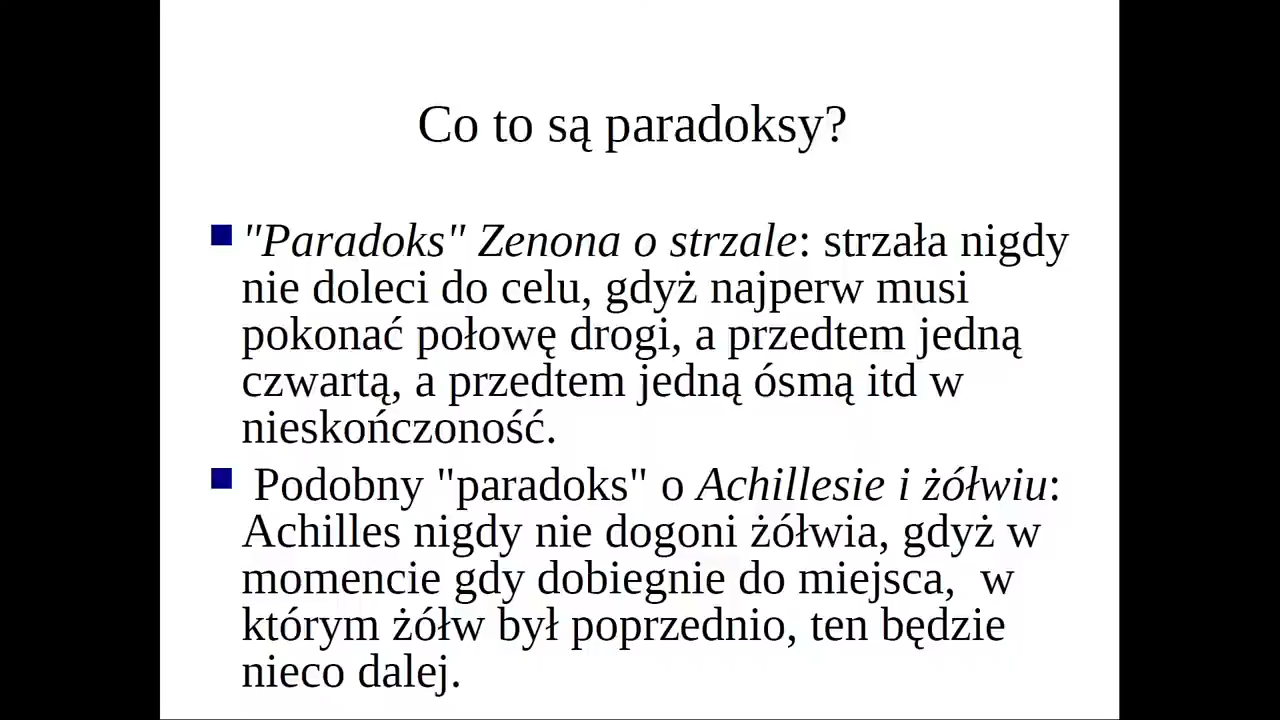 Co to są paradoksy?
"Paradoks" Zenona o strzale: strzała nigdy
nie doleci do celu, gdyż najperw musi
pokonać połowę drogi, a przedtem jedną
czwartą, a przedtem jedną ósmą itd w
nieskończoność.
Podobny "paradoks" o Achillesie i żółwiu:
Achilles nigdy nie dogoni żółwia, gdyż w
momencie gdy dobiegnie do miejsca,  w
którym żółw był poprzednio, ten będzie
nieco dalej.